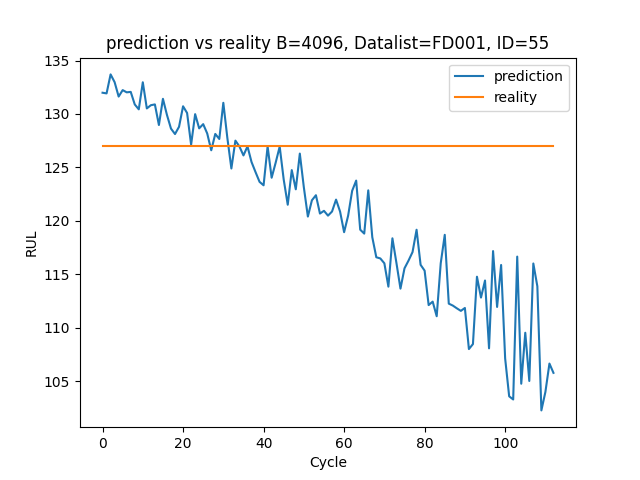 prediction vs reality B=4096, Datalist=FD001, ID=55
prediction
reality
135
130
125
120
115
110
105
RUL
0 20 40 60 80 100
Cycle